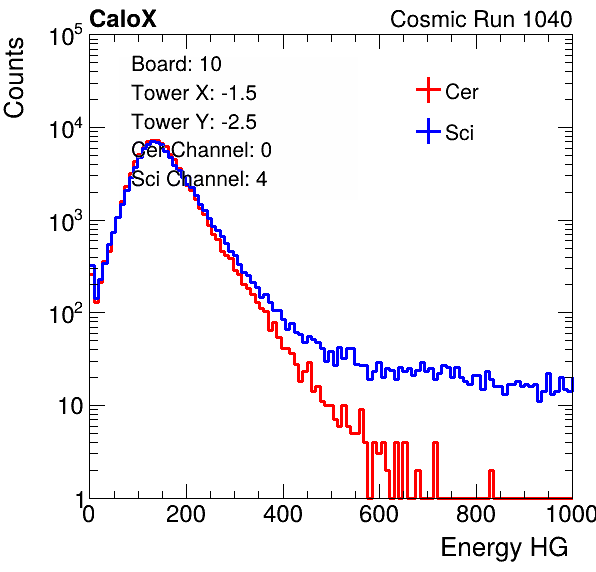 CaloX Cosmic Run 1040
Counts
10^5
10^4
10^3
10^2
10
1
Board: 10
Tower X: -1.5
Tower Y: -2.5
Cer Channel: 0
Sci Channel: 4
Cer
Sci
0 200 400 600 800 1000
Energy HG